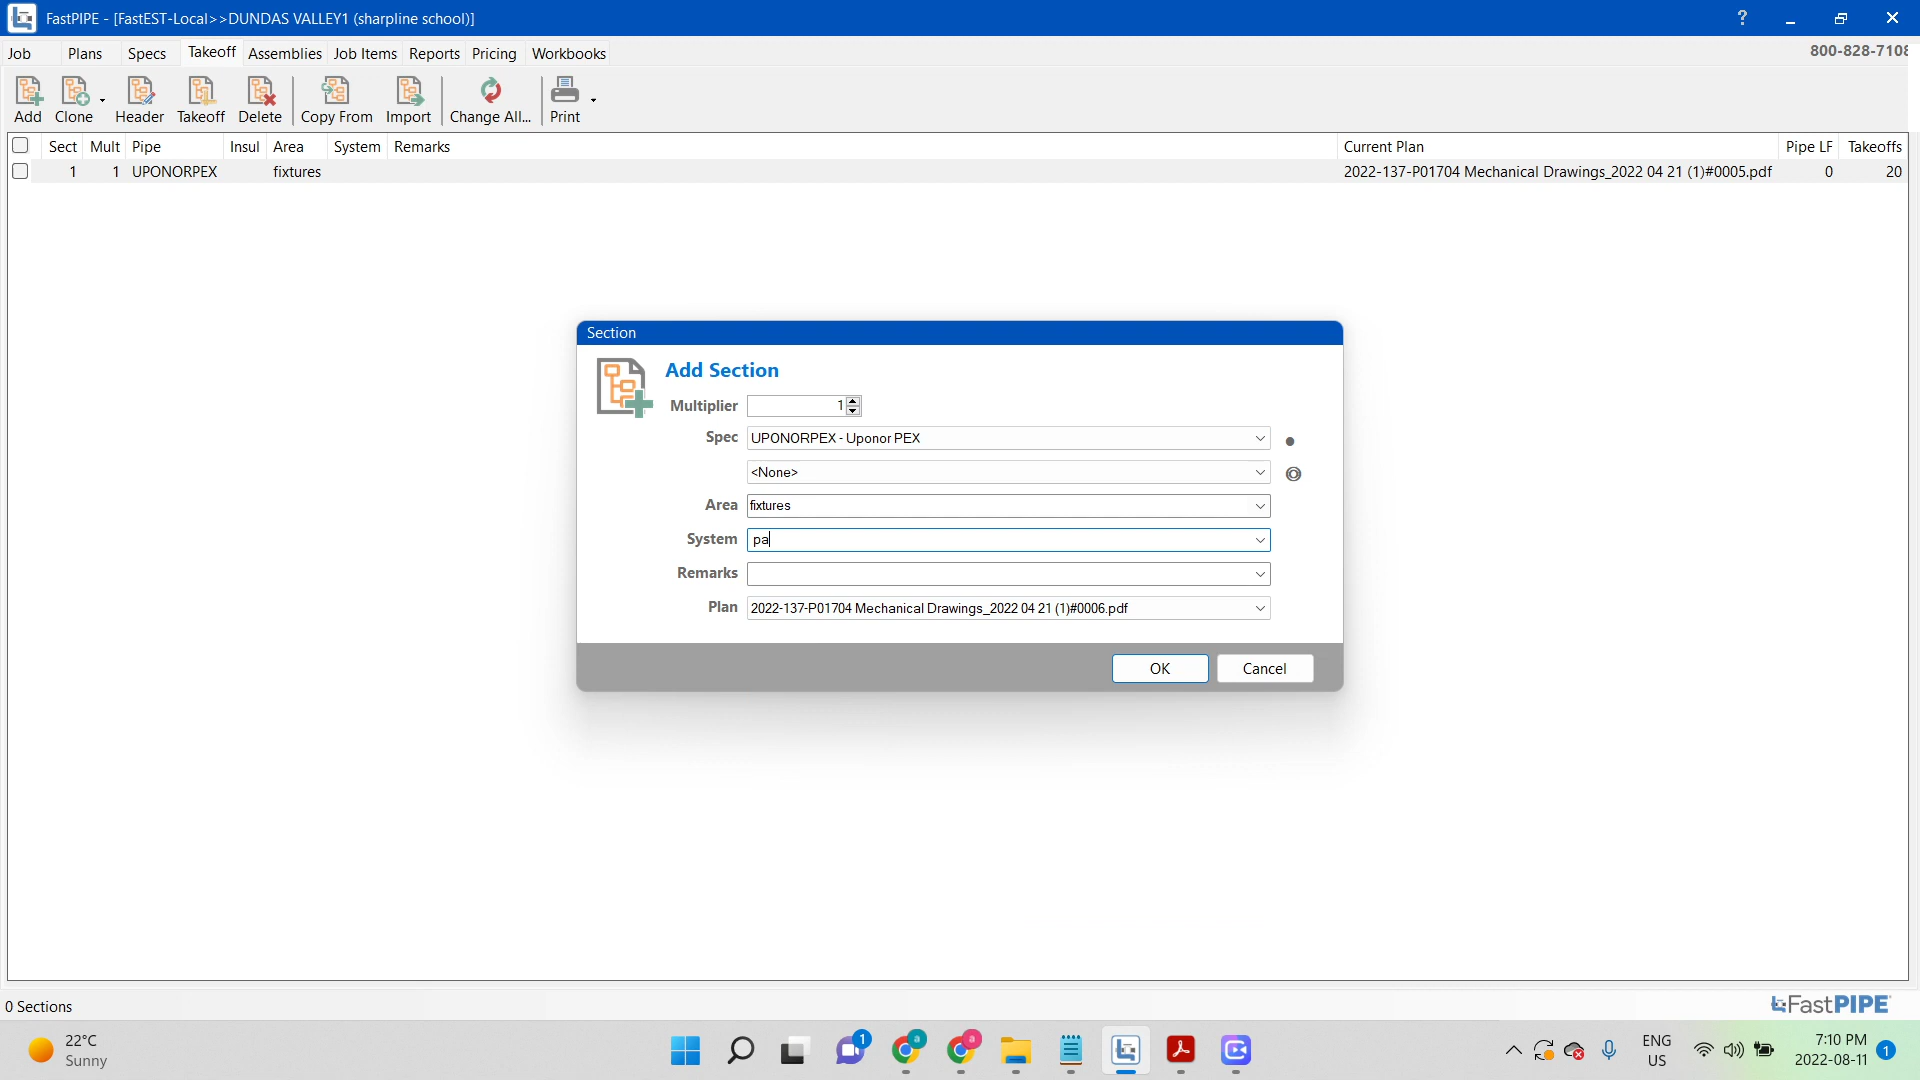 FastPIPE - [FastEST-Local>>DUNDAS VALLEY1 (sharpline school)]
?
Job Plans Specs Takeoff Assemblies Job Items Reports Pricing Workbooks
800-828-7108
Add Clone Header Takeoff Delete Copy From Import Change All... Print
Sect Mult Pipe Insul Area System Remarks Current Plan Pipe LF Takeoffs
1 1 UPONORPEX fixtures 2022-137-P01704 Mechanical Drawings_2022 04 21 (1)#0005.pdf 0 20
Section
Add Section
Multiplier 1
Spec UPONORPEX - Uponor PEX
<None>
Area fixtures
System pa
Remarks
Plan 2022-137-P01704 Mechanical Drawings_2022 04 21 (1)#0006.pdf
OK Cancel
0 Sections
FastPIPE
22°C
Sunny
1
a
a
ENG
US
7:10 PM
2022-08-11
1